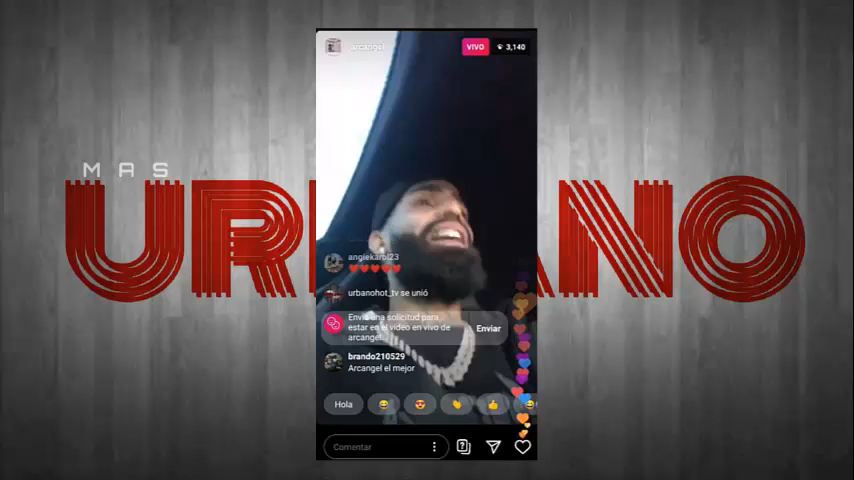 arcangel
VIVO
3,140
MAS
angiekarol23
urbanohot_tv se unió
Envía una solicitud para
estar en el video en vivo de
arcangel.
Enviar
brando210529
Arcangel el mejor
Hola
Comentar